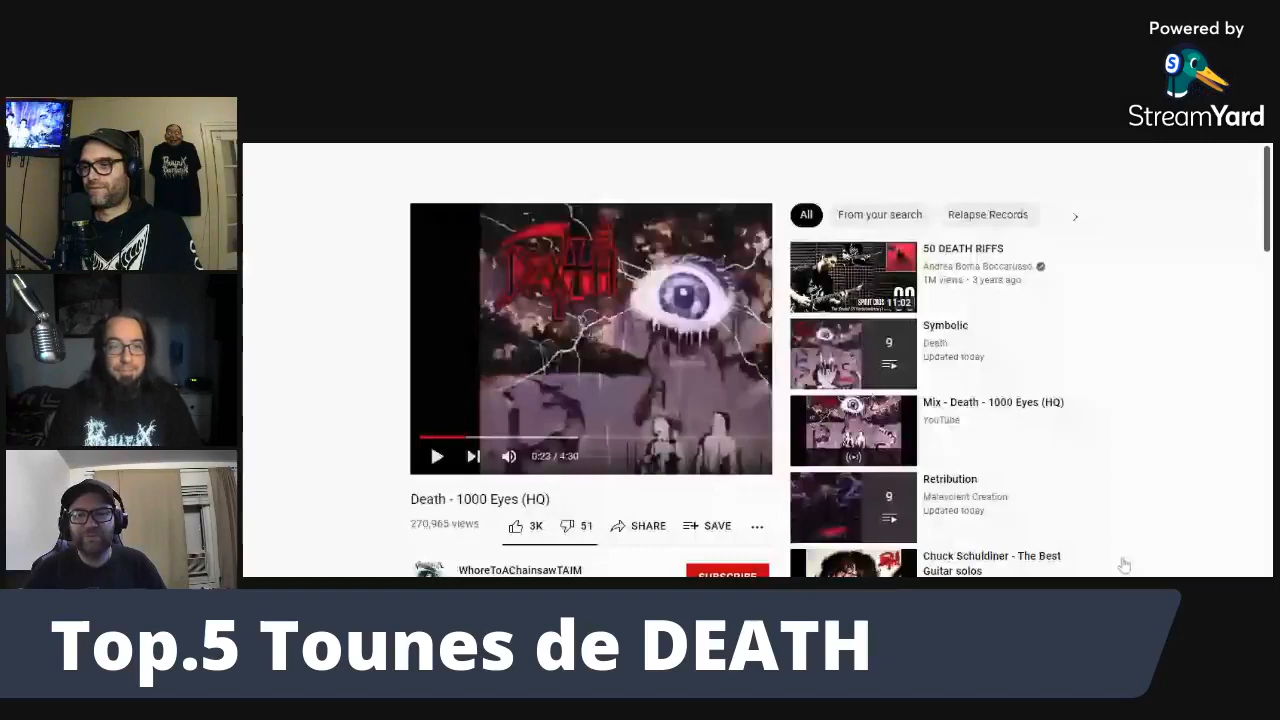 Powered by
StreamYard
All
From your search
Relapse Records
50 DEATH RIFFS
Andrea Boma Boccarusso
1M views • 3 years ago
11:02
Symbolic
Death
Updated today
9
Mix - Death - 1000 Eyes (HQ)
YouTube
Retribution
Malevolent Creation
Updated today
9
Chuck Schuldiner - The Best
Guitar solos
DEATH
0:23 / 4:30
Death - 1000 Eyes (HQ)
270,965 views
3K
51
SHARE
SAVE
WhoreToAChainsawTAIM
SUBSCRIBE
Top.5 Tounes de DEATH